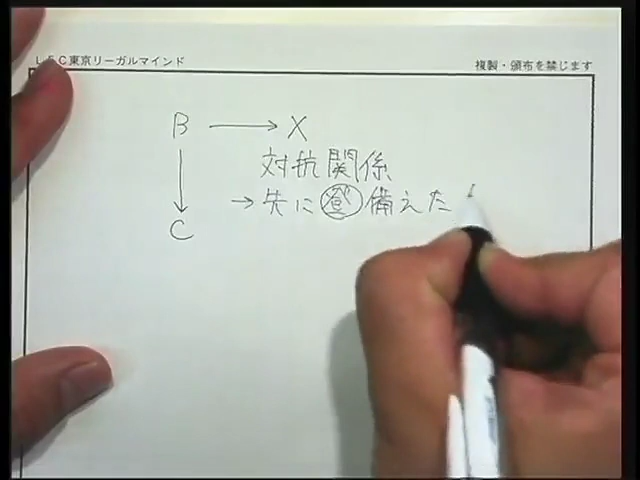 LEC東京リーガルマインド
複製・頒布を禁じます
B → X
対抗関係
→ 先に登備えた
C